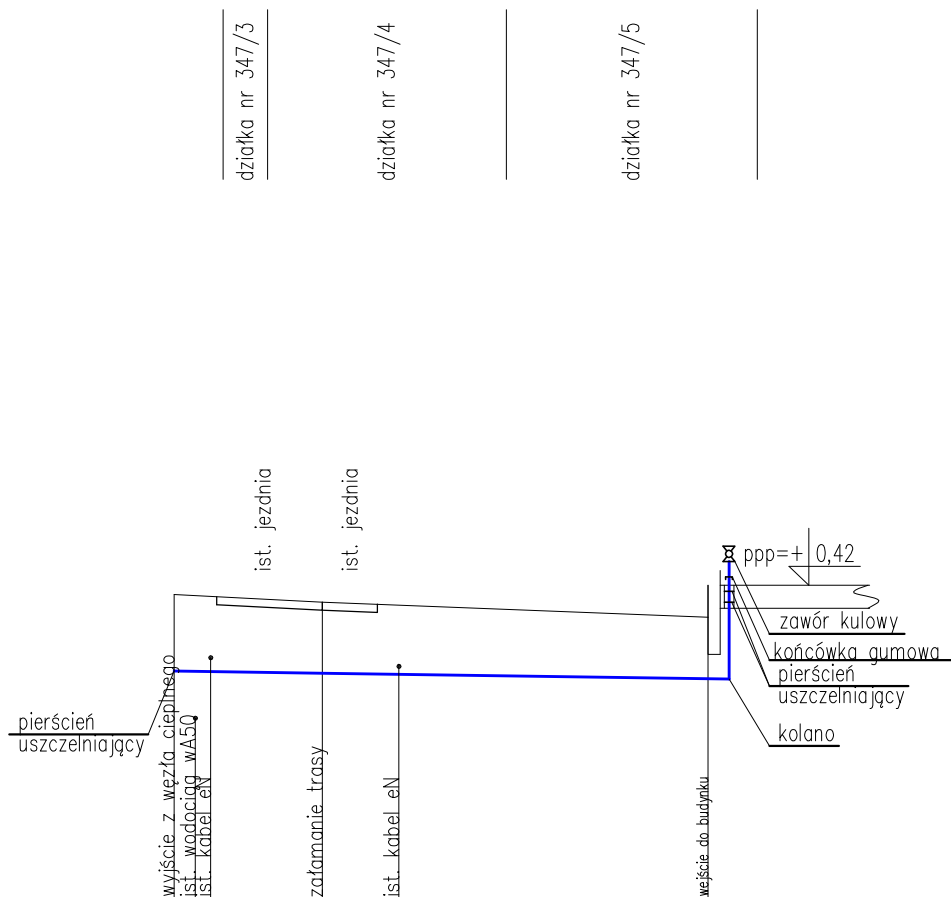 działka nr 347/3
działka nr 347/4
działka nr 347/5
ist. jezdnia
ist. jezdnia
ppp=+ 0,42
zawór kulowy
końcówka gumowa
pierścień
uszczelniający
kolano
pierścień
uszczelniający
wyjście z węzła cieplnego
ist. wodociąg wA50
ist. kabel eN
załamanie trasy
ist. kabel eN
wejście do budynku